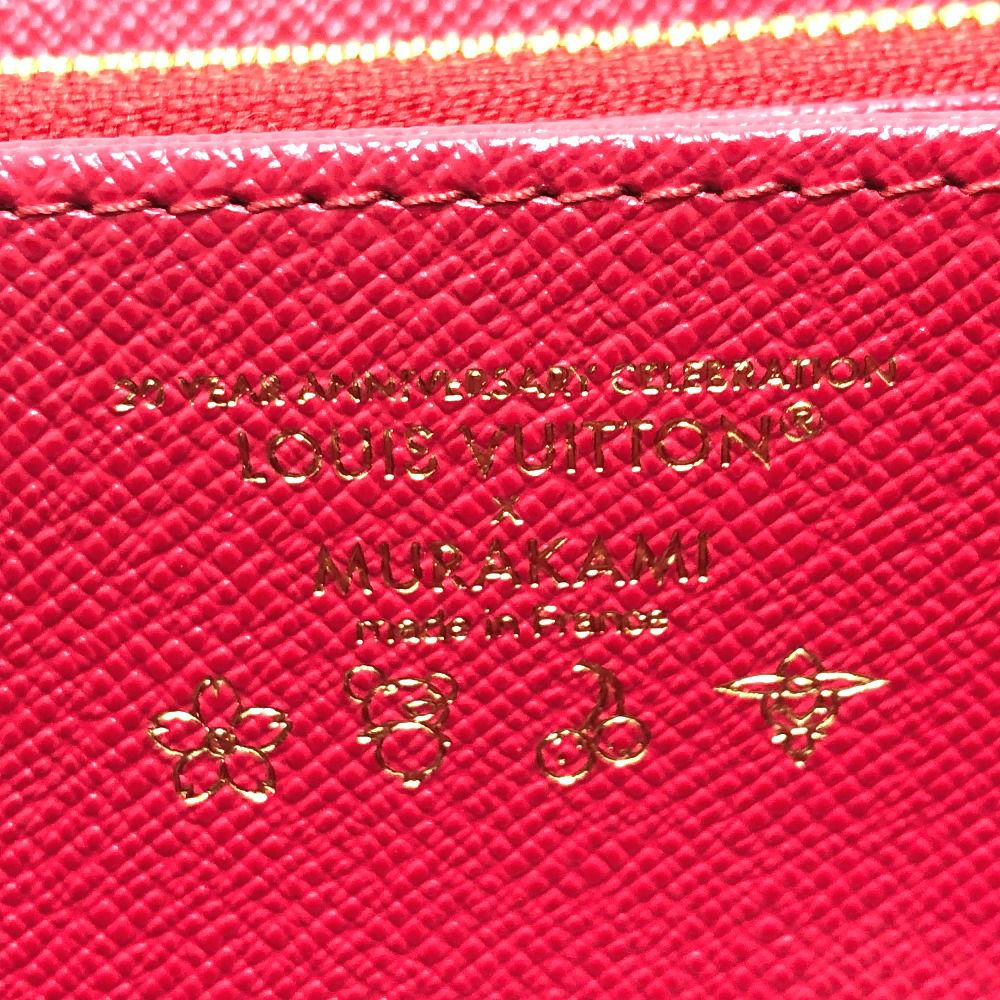 20 YEAR ANNIVERSARY CELEBRATION
LOUIS VUITTON®
x
MURAKAMI
made in France